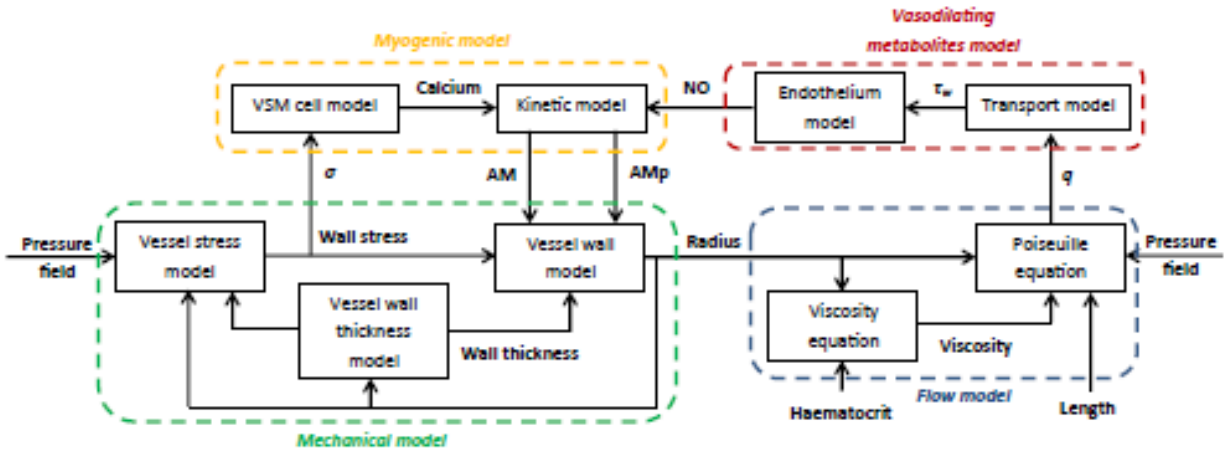 Myogenic model
Vasodilating
metabolites model
VSM cell model
Calcium
Kinetic model
NO
Endothelium
model
τw
Transport model
σ
AM
AMp
q
Pressure
field
Vessel stress
model
Wall stress
Vessel wall
model
Radius
Poiseuille
equation
Pressure
field
Vessel wall
thickness
model
Wall thickness
Viscosity
equation
Viscosity
Haematocrit
Length
Flow model
Mechanical model